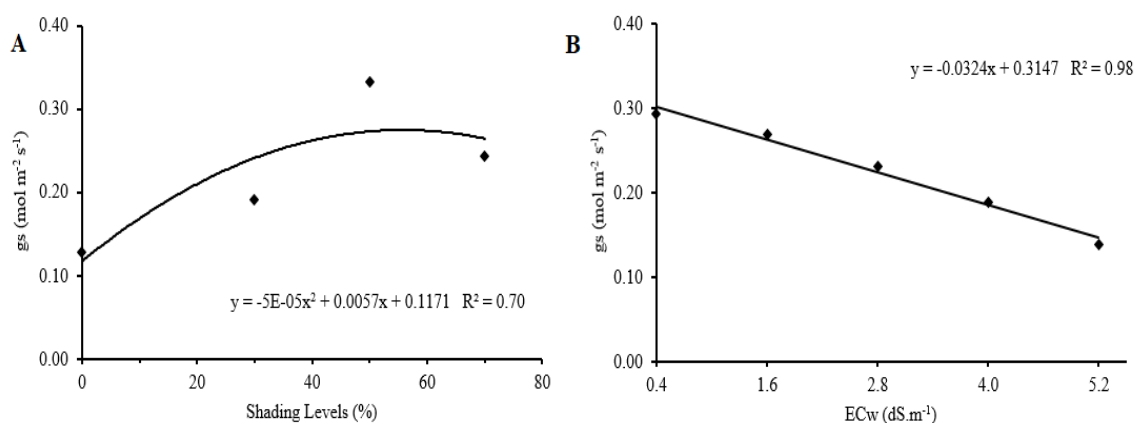 A
gs (mol m⁻² s⁻¹)
0.40
0.30
0.20
0.10
0.00
y = -5E-05x² + 0.0057x + 0.1171 R² = 0.70
0 20 40 60 80
Shading Levels (%)
B
gs (mol m⁻² s⁻¹)
0.40
0.30
0.20
0.10
0.00
y = -0.0324x + 0.3147 R² = 0.98
0.4 1.6 2.8 4.0 5.2
ECw (dS.m⁻¹)